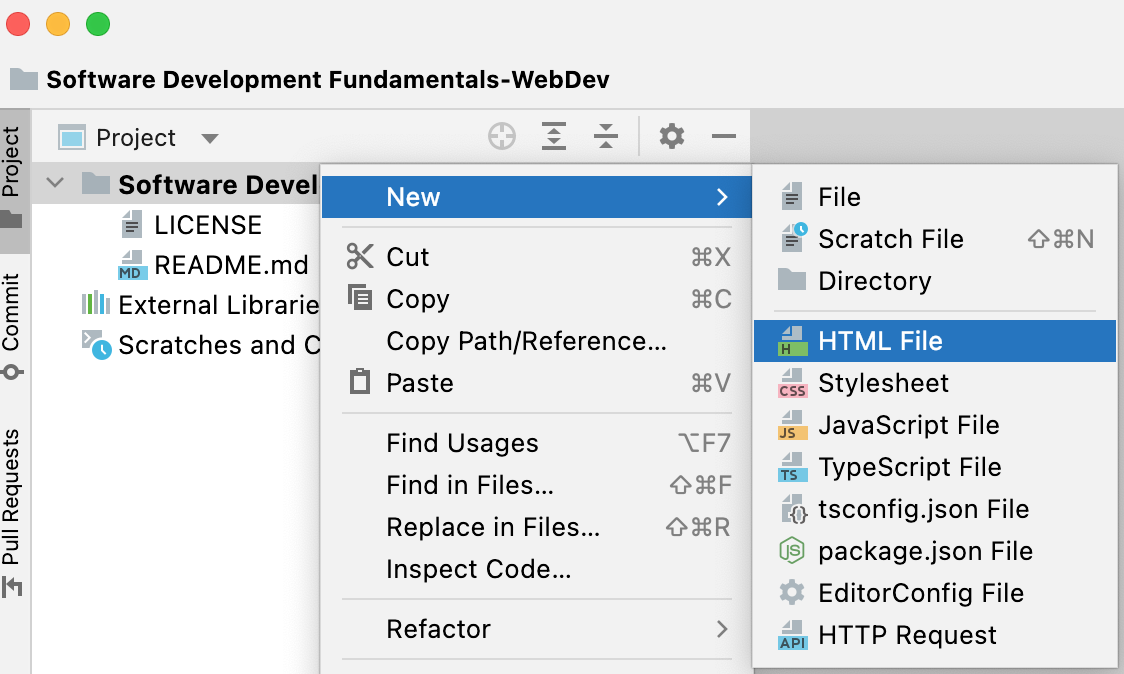 Software Development Fundamentals-WebDev
Project
Project
Commit
Pull Requests
Software Devel
LICENSE
MD README.md
External Librarie
Scratches and C
New
Cut ⌘X
Copy ⌘C
Copy Path/Reference...
Paste ⌘V
Find Usages ⌥F7
Find in Files... ⇧⌘F
Replace in Files... ⇧⌘R
Inspect Code...
Refactor
File
Scratch File ⇧⌘N
Directory
H HTML File
CSS Stylesheet
JS JavaScript File
TS TypeScript File
{} tsconfig.json File
JS package.json File
EditorConfig File
API HTTP Request